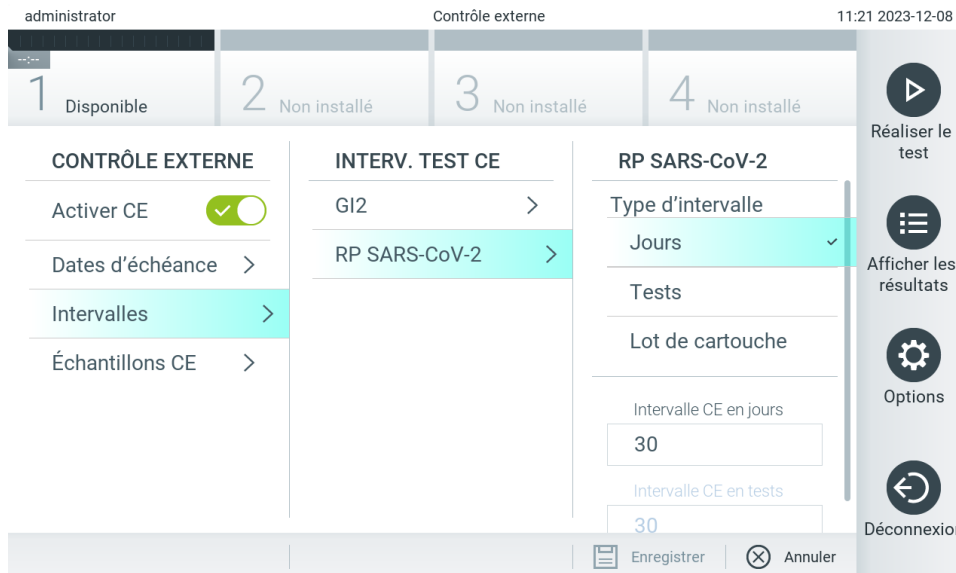 administrator
Contrôle externe
11:21 2023-12-08
--:--
1 Disponible
2 Non installé
3 Non installé
4 Non installé
CONTRÔLE EXTERNE
Activer CE
Dates d’échéance
Intervalles
Échantillons CE
INTERV. TEST CE
GI2
RP SARS-CoV-2
RP SARS-CoV-2
Type d’intervalle
Jours
Tests
Lot de cartouche
Intervalle CE en jours
30
Intervalle CE en tests
30
Réaliser le
test
Afficher les
résultats
Options
Déconnexion
Enregistrer
Annuler